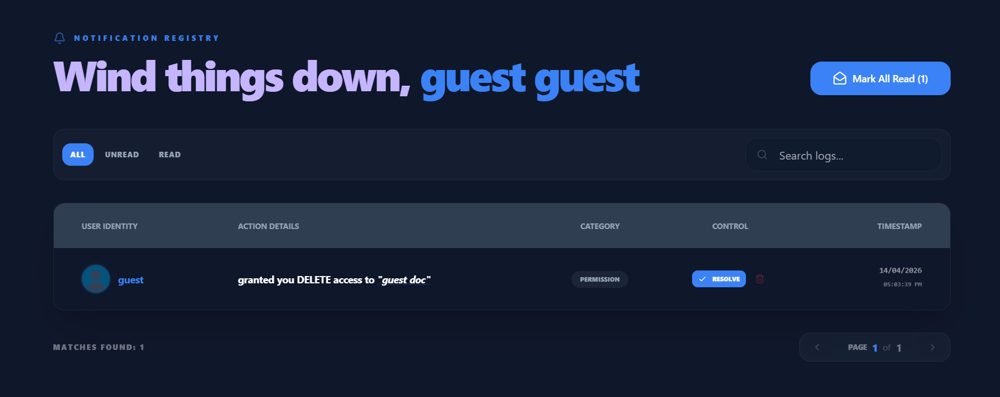 NOTIFICATION REGISTRY
Wind things down, guest guest
Mark All Read (1)
ALL UNREAD READ
Search logs...
USER IDENTITY ACTION DETAILS CATEGORY CONTROL TIMESTAMP
guest granted you DELETE access to "guest doc" PERMISSION RESOLVE 14/04/2026
05:03:39 PM
MATCHES FOUND: 1
PAGE 1 of 1